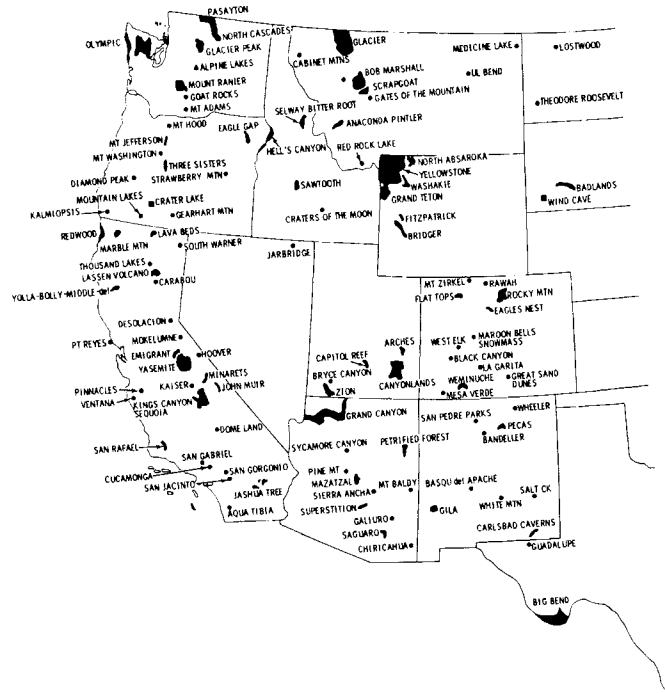 PASAYTON
NORTH CASCADES
OLYMPIC
GLACIER PEAK
ALPINE LAKES
MOUNT RANIER
GOAT ROCKS
MT ADAMS
GLACIER
CABINET MTNS
MEDICINE LAKE
LOSTWOOD
BOB MARSHALL
UL BEND
SCRAPGOAT
GATES OF THE MOUNTAIN
SELWAY BITTER ROOT
ANACONDA PINTLER
THEODORE ROOSEVELT
MT HOOD
EAGLE GAP
MT JEFFERSON
MT WASHINGTON
HELL'S CANYON
RED ROCK LAKE
THREE SISTERS
DIAMOND PEAK
STRAWBERRY MTN
NORTH ABSAROKA
YELLOWSTONE
WASHAKIE
GRAND TETON
SAWTOOTH
BADLANDS
WIND CAVE
MOUNTAIN LAKES
CRATER LAKE
KALMIOPSIS
GEARHART MTN
CRATERS OF THE MOON
FITZPATRICK
BRIDGER
REDWOOD
LAVA BEDS
MARBLE MTN
SOUTH WARNER
JARBRIDGE
THOUSAND LAKES
LASSEN VOLCANO
CARABOU
YOLLA-BOLLY-MIDDLE-del
MT ZIRKEL
RAWAH
FLAT TOPS
ROCKY MTN
EAGLES NEST
DESOLACION
MOKELUMNE
PT REYES
EMIGRANT
HOOVER
YASEMITE
ARCHES
WEST ELK
MAROON BELLS
SNOWMASS
CAPITOL REEF
BLACK CANYON
LA GARITA
BRYCE CANYON
CANYONLANDS
WEMINUCHE
GREAT SAND
DUNES
MINARETS
PINNACLES
KAISER
JOHN MUIR
ZION
MESA VERDE
VENTANA
KINGS CANYON
SEQUOIA
GRAND CANYON
WHEELER
SAN PEDRE PARKS
PECAS
BANDELLER
DOME LAND
SAN RAFAEL
SYCAMORE CANYON
PETRIFIED FOREST
SAN GABRIEL
CUCAMONGA
SAN GORGONIO
SAN JACINTO
JASHUA TREE
AQUA TIBIA
PINE MT
MAZATZAL
SIERRA ANCHA
MT BALDY
BASQU del APACHE
SALT CK
SUPERSTITION
WHITE MTN
GILA
GALIURO
SAGUARO
CARLSBAD CAVERNS
CHIRICAHUA
GUADALUPE
BIG BEND